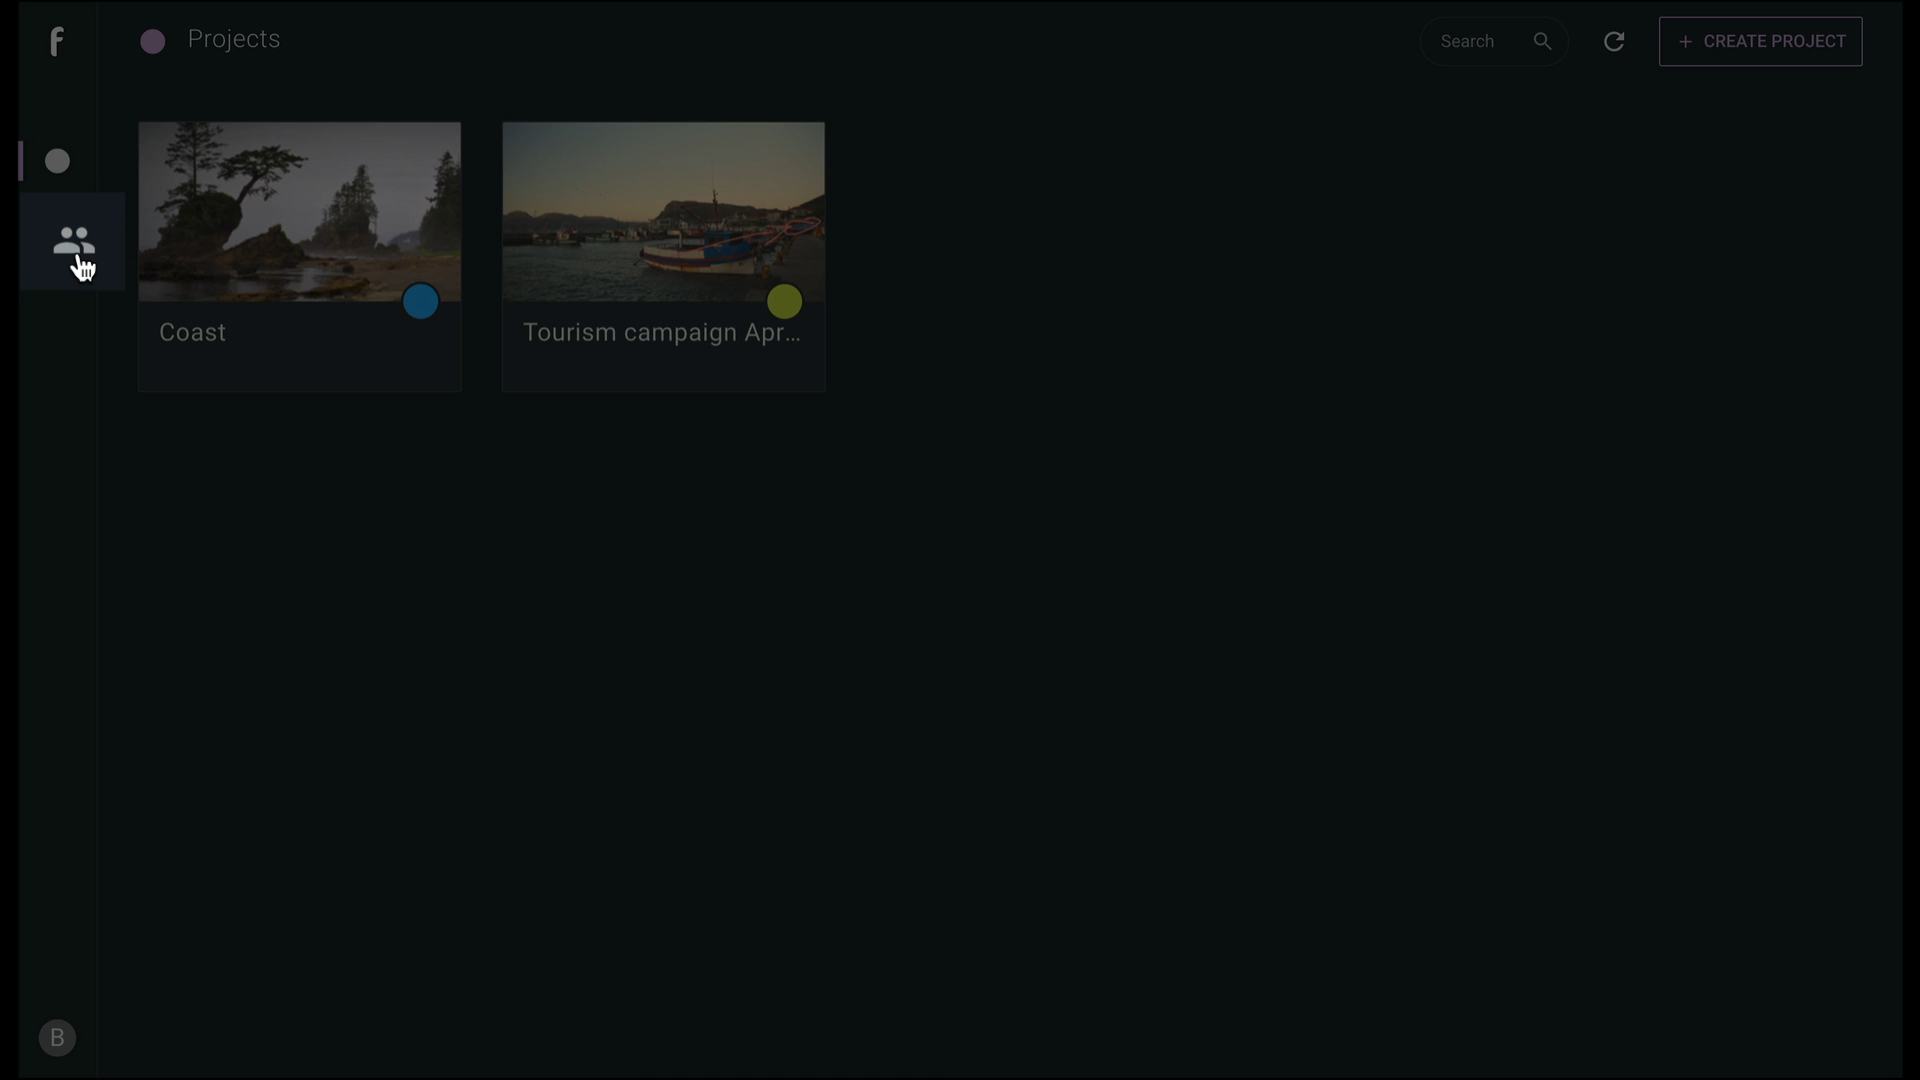 f
Projects
Search
+ CREATE PROJECT
Coast
Tourism campaign Apr...
B